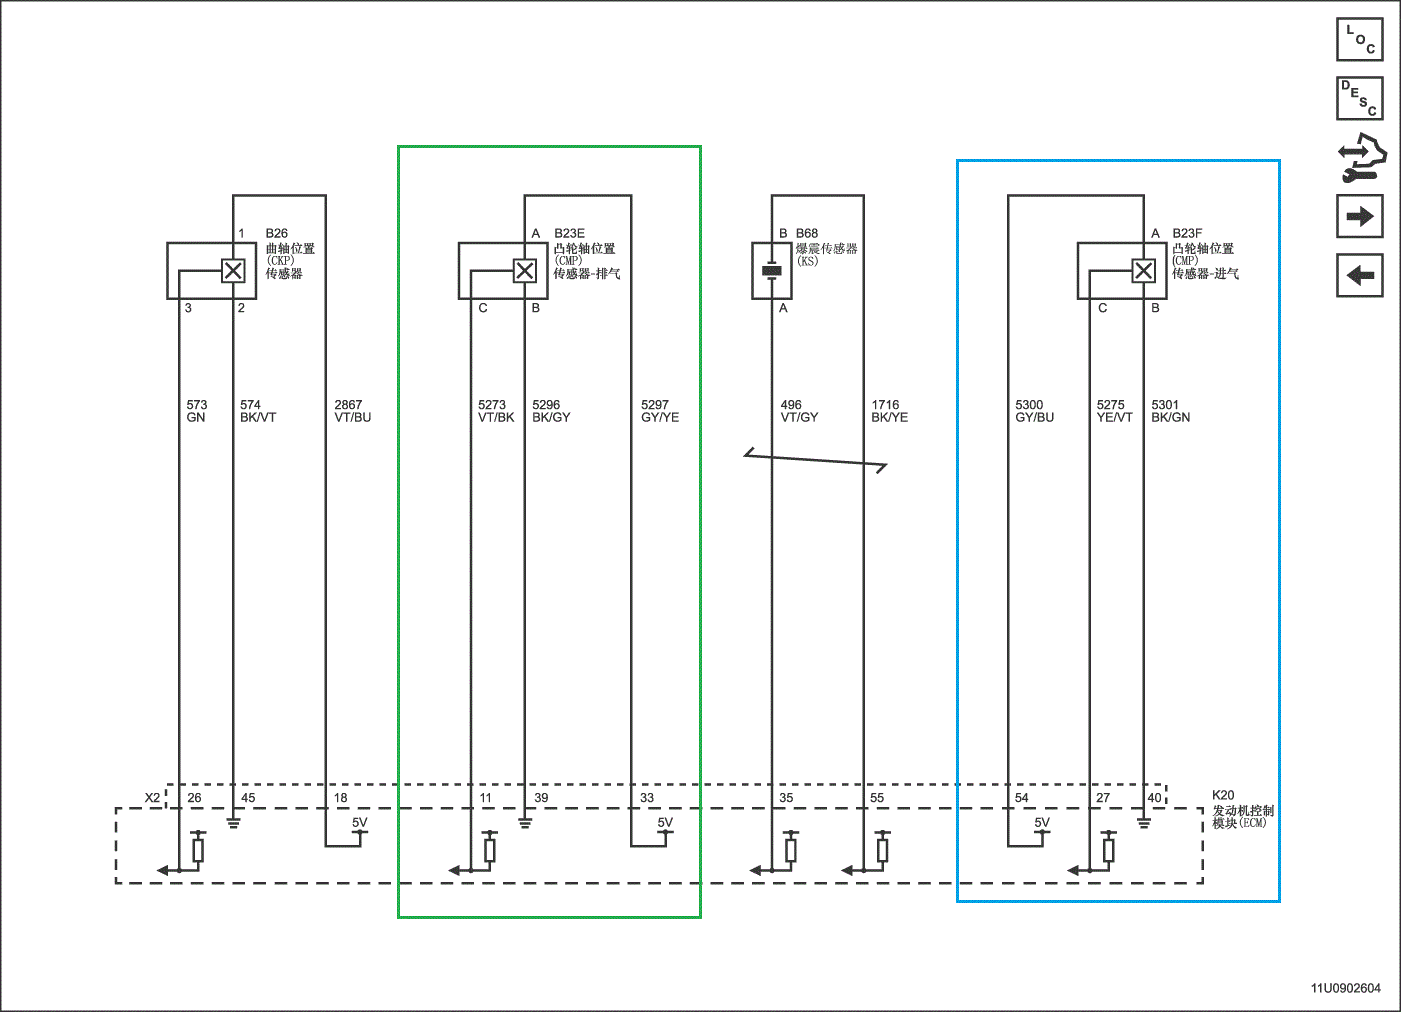 L
O
C
D
E
S
C
1 B26
曲轴位置
(CKP)
传感器
3 2
A B23E
凸轮轴位置
(CMP)
传感器-排气
C B
B B68
爆震传感器
(KS)
A
A B23F
凸轮轴位置
(CMP)
传感器-进气
C B
573
GN
574
BK/VT
2867
VT/BU
5273
VT/BK
5296
BK/GY
5297
GY/YE
496
VT/GY
1716
BK/YE
5300
GY/BU
5275
YE/VT
5301
BK/GN
X2 26 45 18 11 39 33 35 55 54 27 40
K20
发动机控制
模块(ECM)
5V 5V 5V
11U0902604